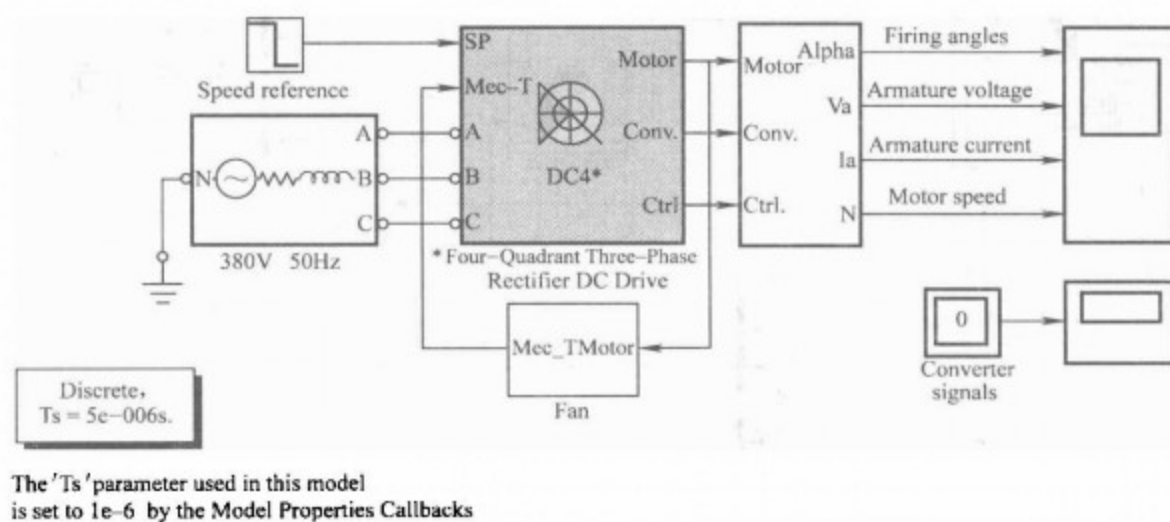 Speed reference
SP
Mec-T
A
B
C
Motor
Conv.
Ctrl
DC4*
* Four-Quadrant Three-Phase
Rectifier DC Drive
N
A
B
C
380V 50Hz
Motor
Conv.
Ctrl.
Alpha
Va
Ia
N
Firing angles
Armature voltage
Armature current
Motor speed
Mec_TMotor
Fan
0
Converter
signals
Discrete,
Ts = 5e-006s.
The 'Ts' parameter used in this model
is set to 1e-6 by the Model Properties Callbacks